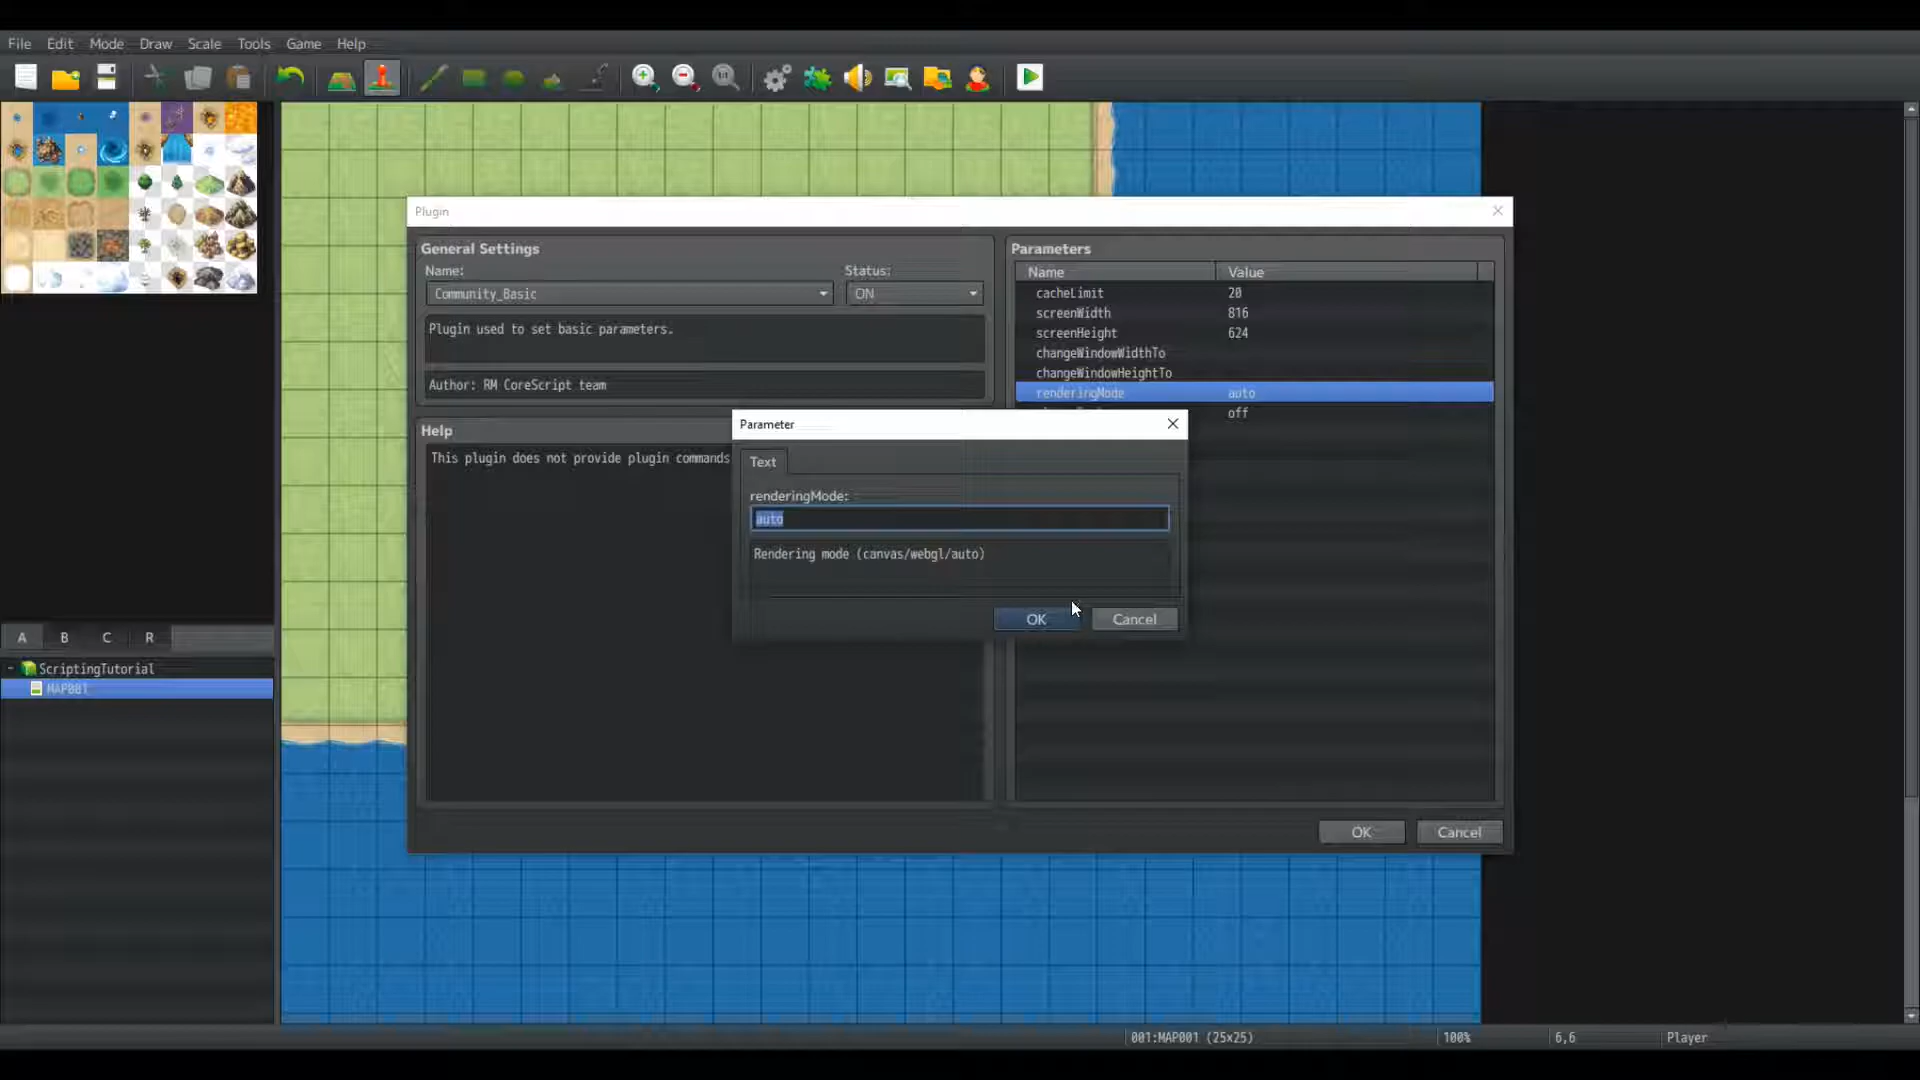 File Edit Mode Draw Scale Tools Game Help
Plugin
General Settings
Name:
Status:
Community_Basic
ON
Plugin used to set basic parameters.
Author: RM CoreScript team
Help
This plugin does not provide plugin commands
Parameters
Name Value
cacheLimit 20
screenWidth 816
screenHeight 624
changeWindowWidthTo
changeWindowHeightTo
renderingMode auto
off
Parameter
Text
renderingMode:
auto
Rendering mode (canvas/webgl/auto)
OK Cancel
OK Cancel
A B C R
ScriptingTutorial
MAP001
001:MAP001 (25x25) 100% 6,6 Player